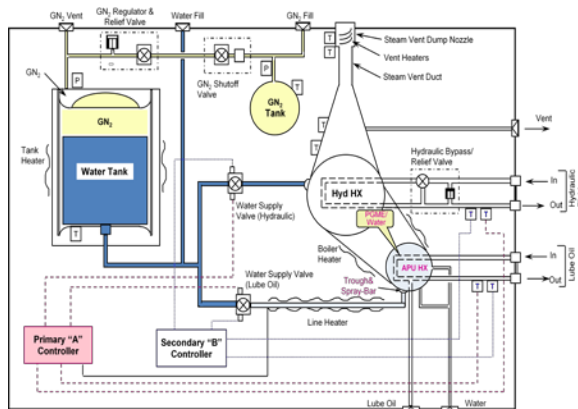 GN₂ Vent
GN₂ Regulator &
Relief Valve
Water Fill
GN₂ Fill
Steam Vent Dump Nozzle
Vent Heaters
Steam Vent Duct
T
T
P
P
GN₂
GN₂ Shutoff
Valve
GN₂
Tank
T
T
T
GN₂
Water Tank
Tank
Heater
T
Vent
Hydraulic Bypass/
Relief Valve
Hyd HX
In
Out
Hydraulic
Water Supply
Valve (Hydraulic)
PGME/
Water
T
T
Boiler
Heater
APU HX
In
Out
Lube Oil
Water Supply Valve
(Lube Oil)
Trough&
Spray-Bar
T
T
Line Heater
Primary "A"
Controller
Secondary "B"
Controller
Lube Oil
Water